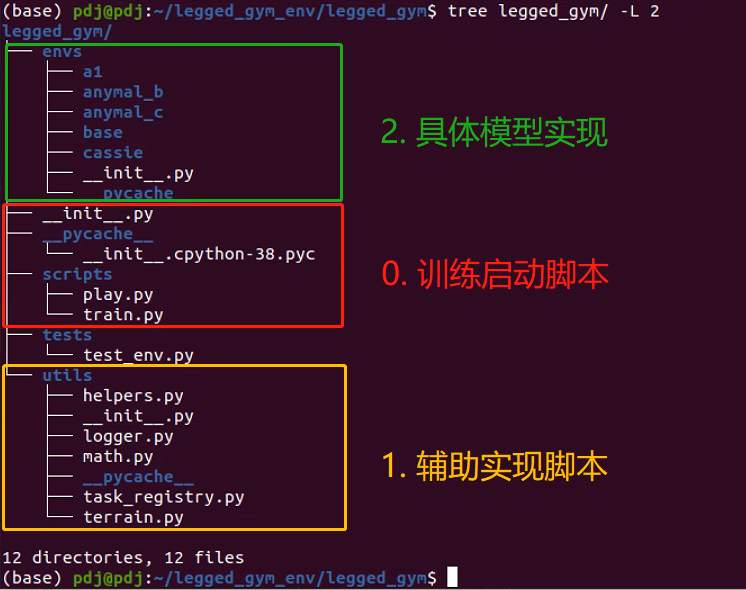 (base) pdj@pdj:~/legged_gym_env/legged_gym$ tree legged_gym/ -L 2
legged_gym/
├── envs
│   ├── a1
│   ├── anymal_b
│   ├── anymal_c
│   ├── base
│   ├── cassie
│   ├── __init__.py
│   └── __pycache__
2. 具体模型实现
├── __init__.py
├── __pycache__
│   └── __init__.cpython-38.pyc
├── scripts
│   ├── play.py
│   └── train.py
0. 训练启动脚本
├── tests
│   └── test_env.py
└── utils
    ├── helpers.py
    ├── __init__.py
    ├── logger.py
    ├── math.py
    ├── __pycache__
    ├── task_registry.py
    └── terrain.py
1. 辅助实现脚本
12 directories, 12 files
(base) pdj@pdj:~/legged_gym_env/legged_gym$